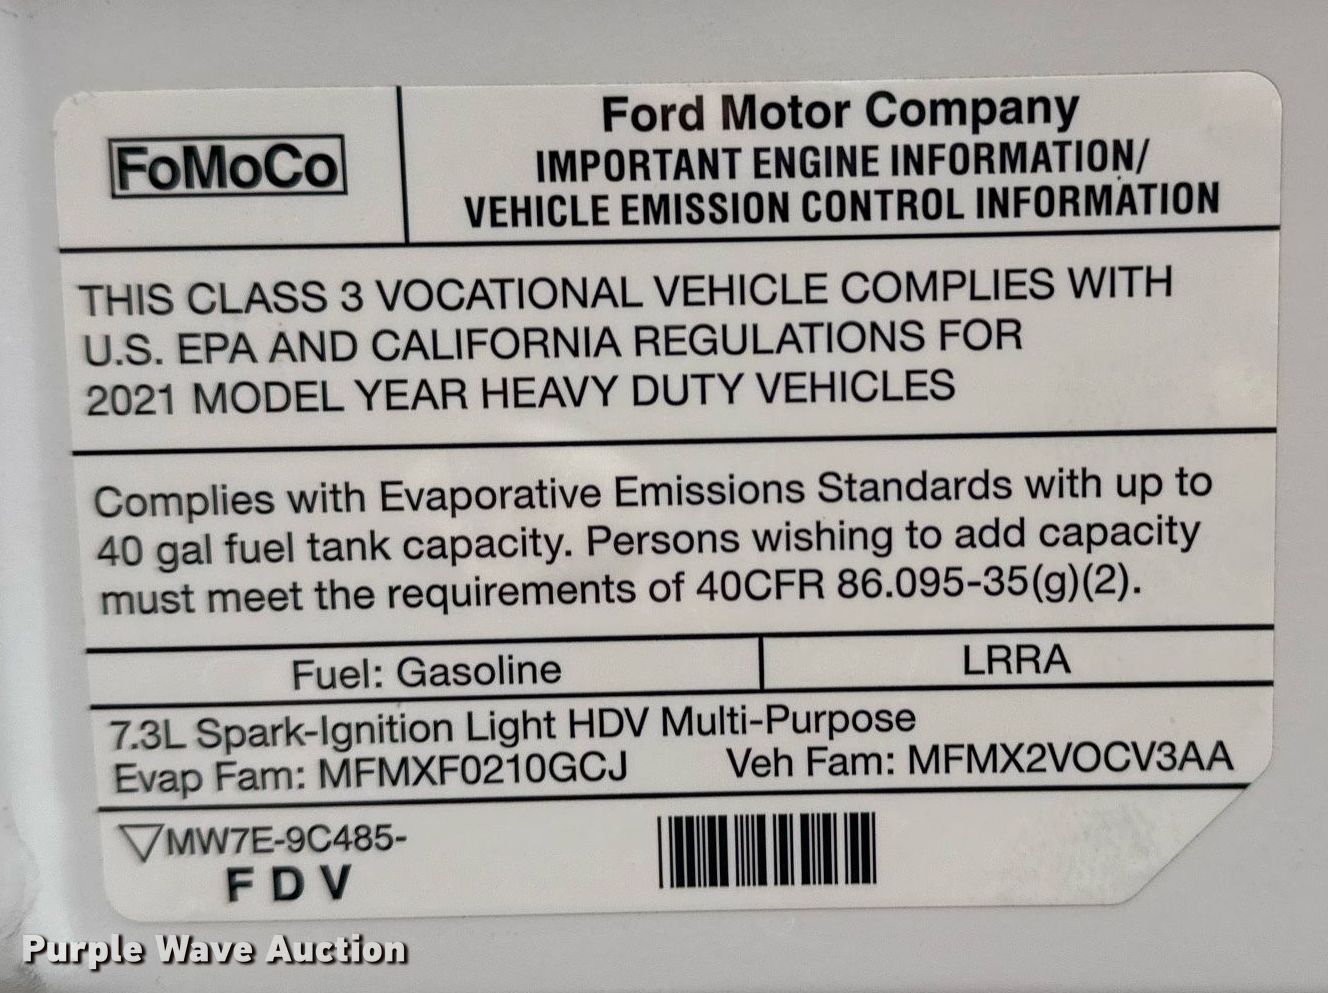 FoMoCo
Ford Motor Company
IMPORTANT ENGINE INFORMATION/
VEHICLE EMISSION CONTROL INFORMATION
THIS CLASS 3 VOCATIONAL VEHICLE COMPLIES WITH
U.S. EPA AND CALIFORNIA REGULATIONS FOR
2021 MODEL YEAR HEAVY DUTY VEHICLES
Complies with Evaporative Emissions Standards with up to
40 gal fuel tank capacity. Persons wishing to add capacity
must meet the requirements of 40CFR 86.095-35(g)(2).
Fuel: Gasoline
LRRA
7.3L Spark-Ignition Light HDV Multi-Purpose
Evap Fam: MFMXF0210GCJ Veh Fam: MFMX2VOCV3AA
MW7E-9C485-
F D V
Purple Wave Auction